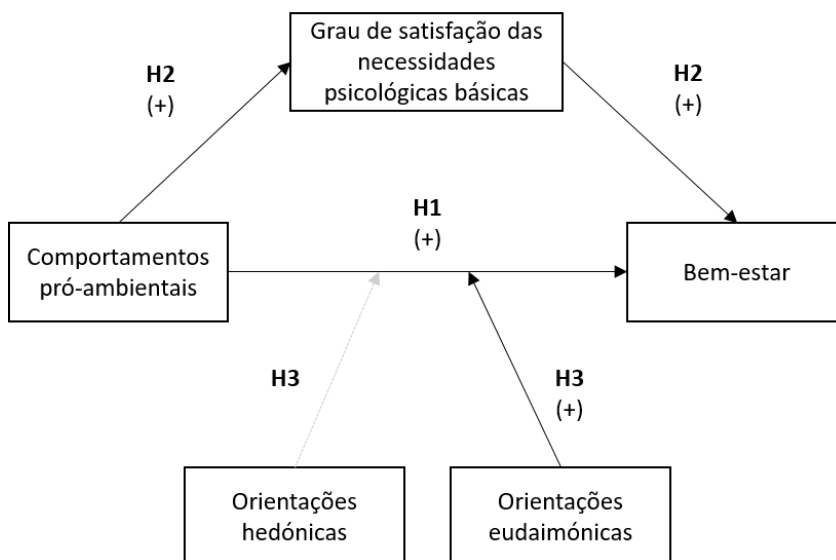 Grau de satisfação das
necessidades
psicológicas básicas
H2
(+)
H2
(+)
H1
(+)
Comportamentos
pró-ambientais
Bem-estar
H3
H3
(+)
Orientações
hedónicas
Orientações
eudaimónicas